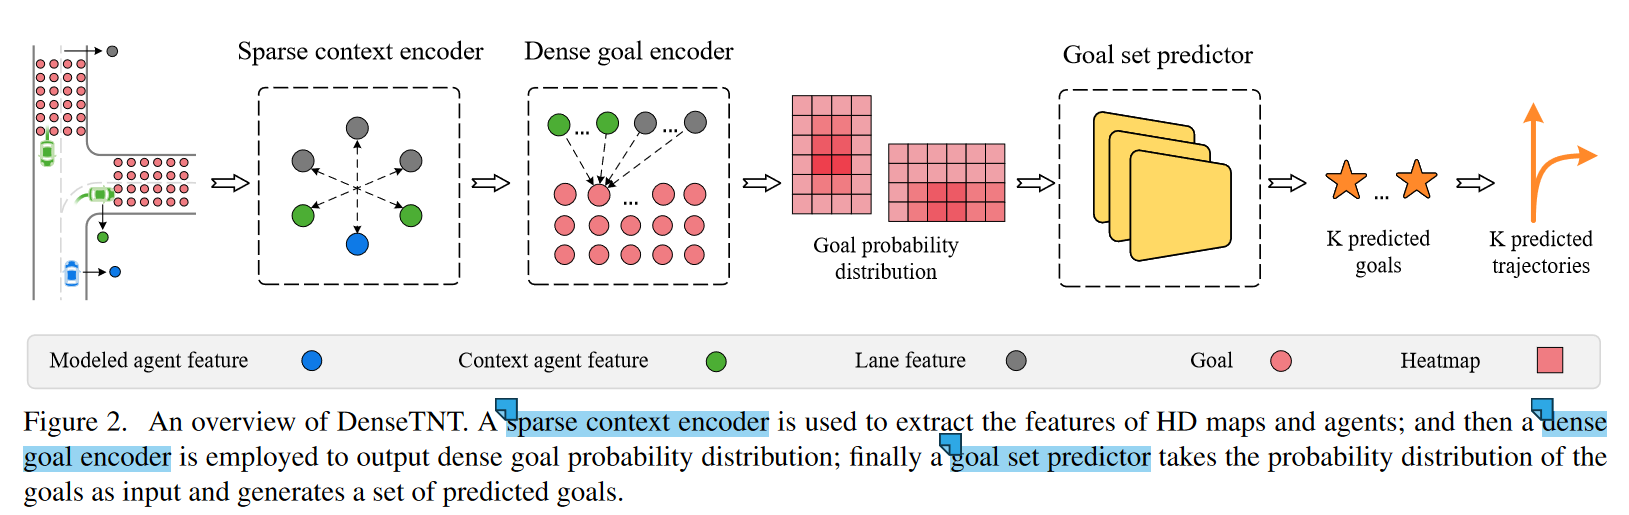 Sparse context encoder
Dense goal encoder
Goal set predictor
...
...
...
Goal probability
distribution
...
K predicted
goals
K predicted
trajectories
Modeled agent feature
Context agent feature
Lane feature
Goal
Heatmap
Figure 2. An overview of DenseTNT. A sparse context encoder is used to extract the features of HD maps and agents; and then a dense
goal encoder is employed to output dense goal probability distribution; finally a goal set predictor takes the probability distribution of the
goals as input and generates a set of predicted goals.